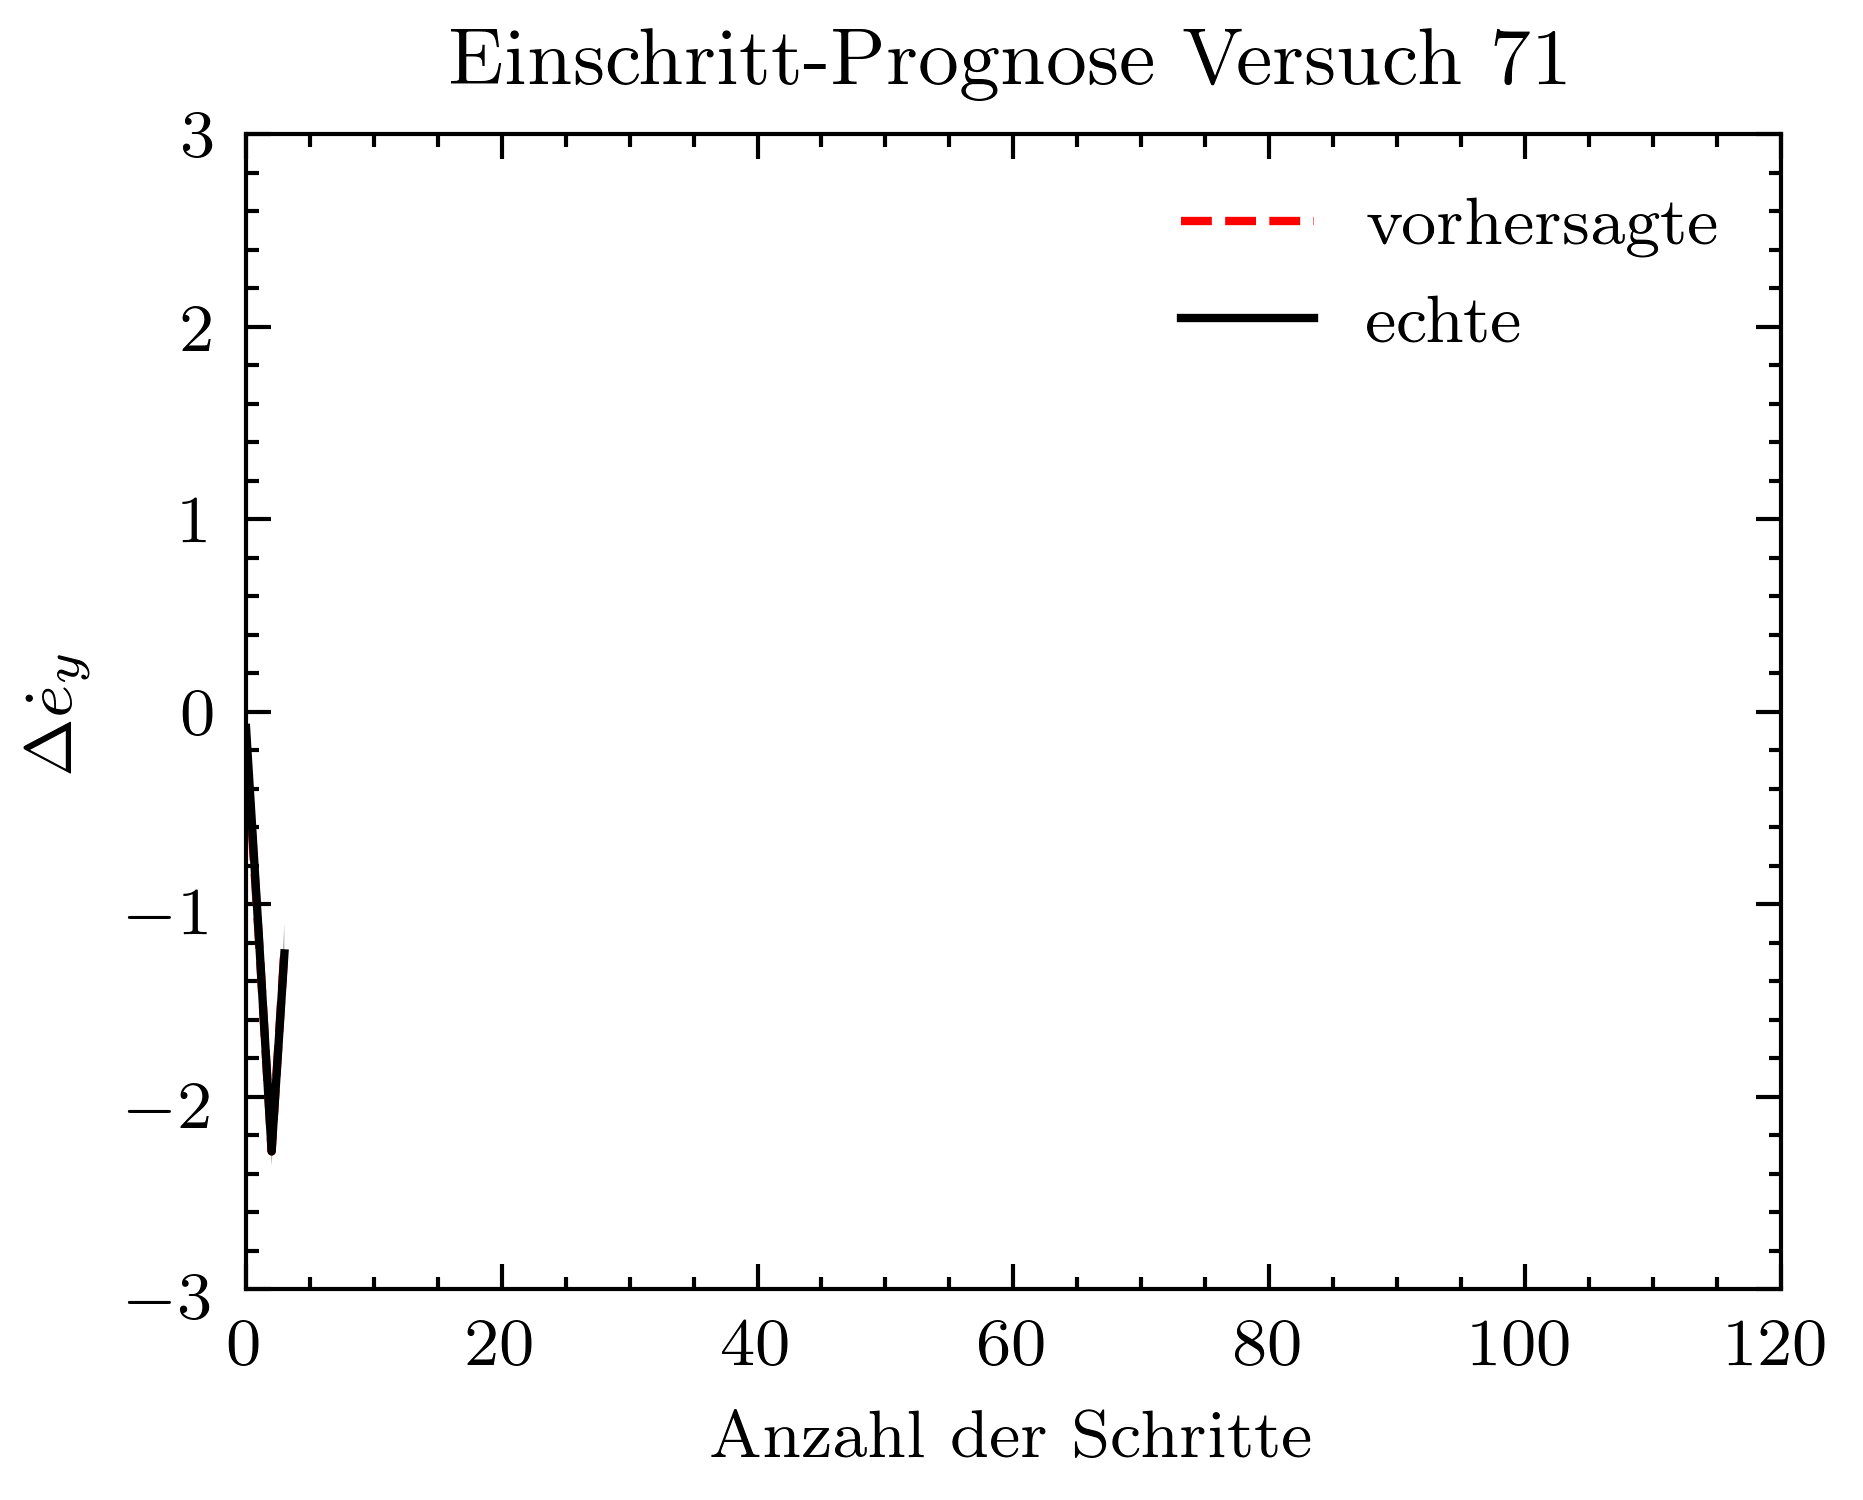 Einschritt-Prognose Versuch 71
3
2
1
0
−1
−2
−3
Δė_y
vorhersagte
echte
0 20 40 60 80 100 120
Anzahl der Schritte